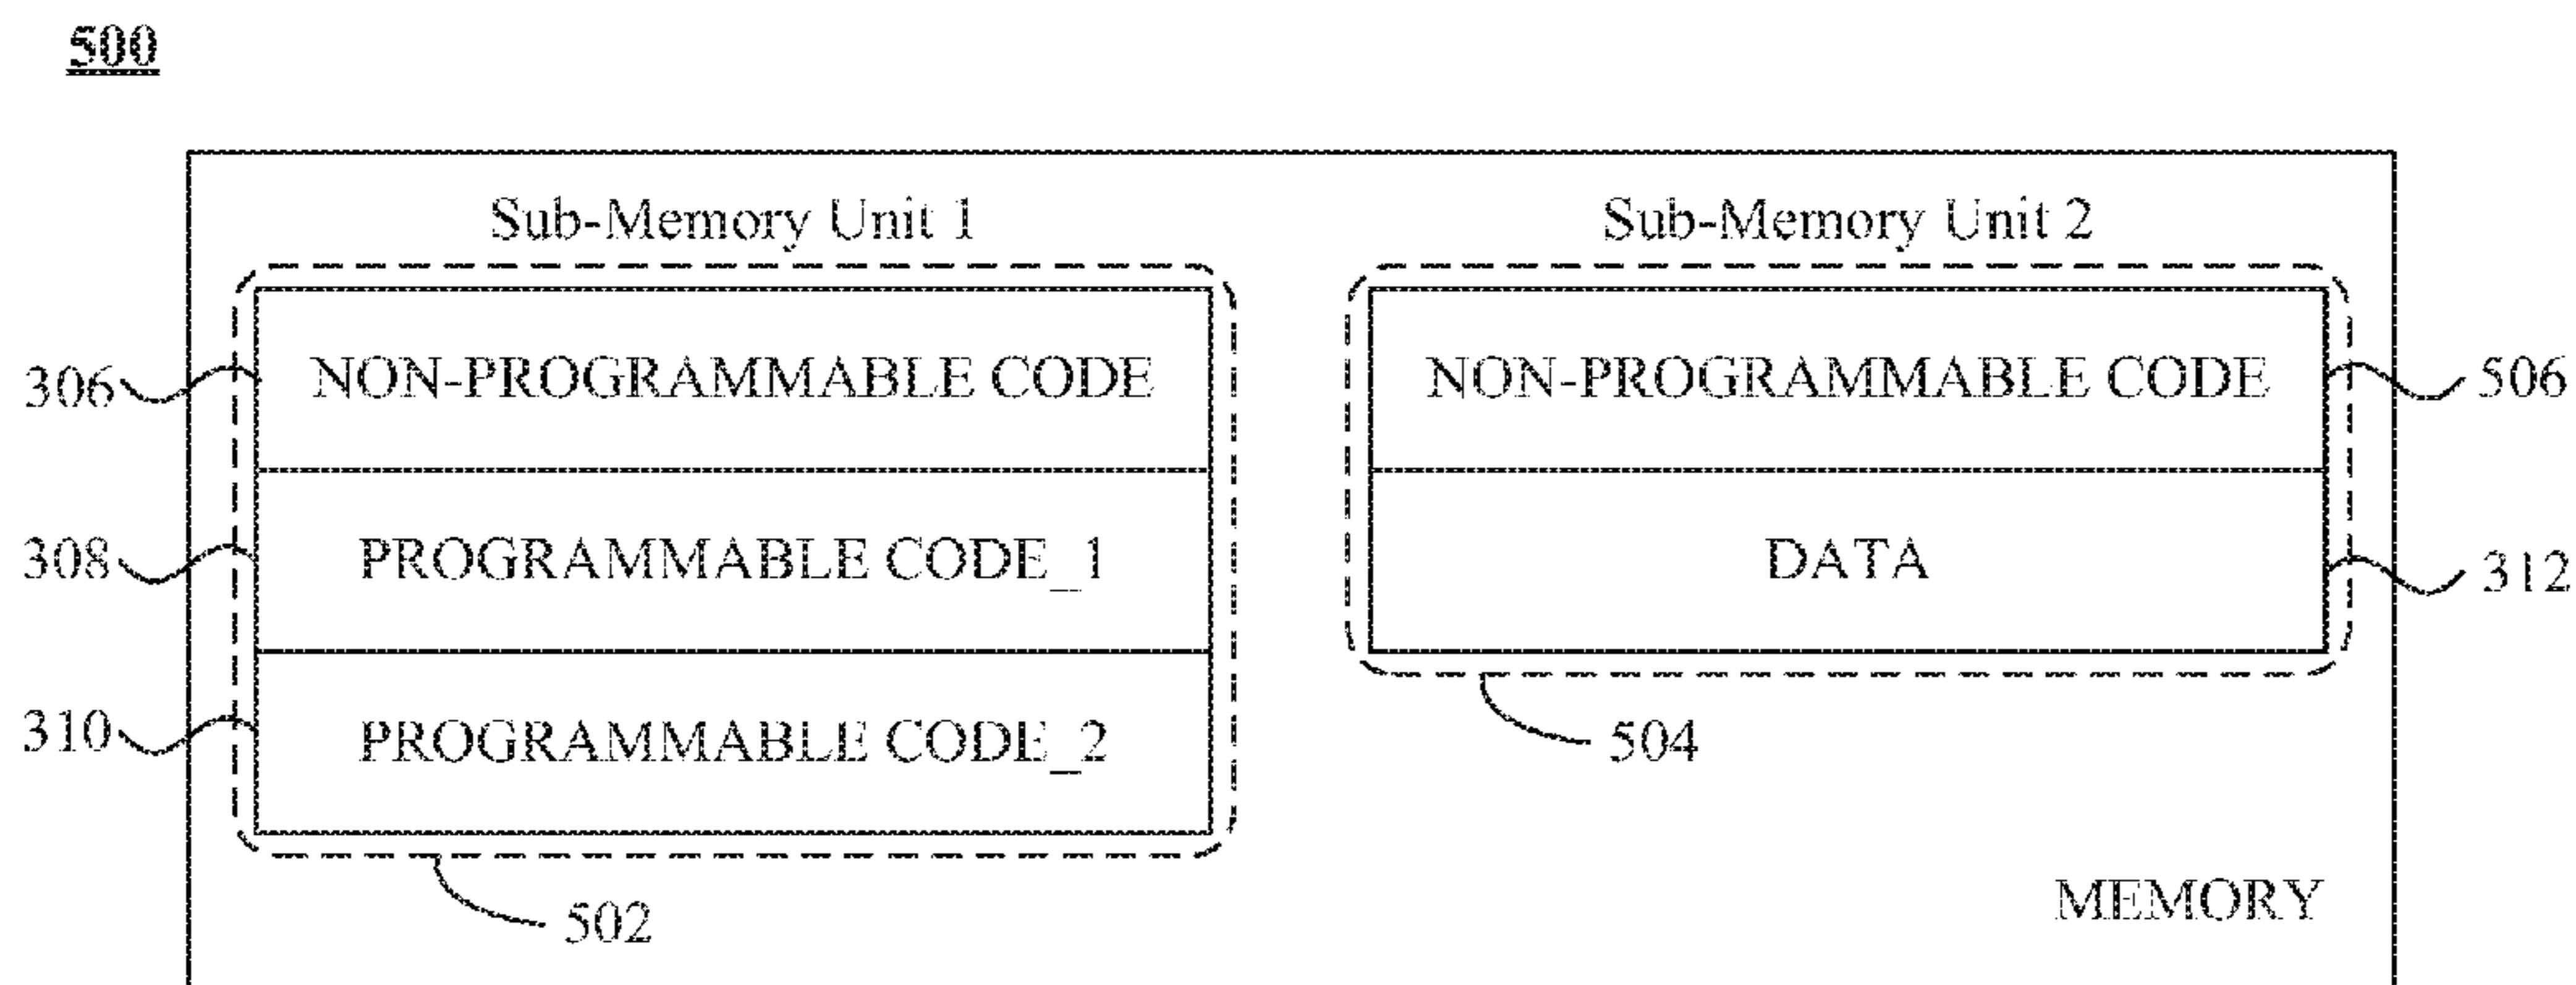 500
Sub-Memory Unit 1
Sub-Memory Unit 2
306
NON-PROGRAMMABLE CODE
NON-PROGRAMMABLE CODE
506
308
PROGRAMMABLE CODE_1
DATA
312
310
PROGRAMMABLE CODE_2
504
502
MEMORY